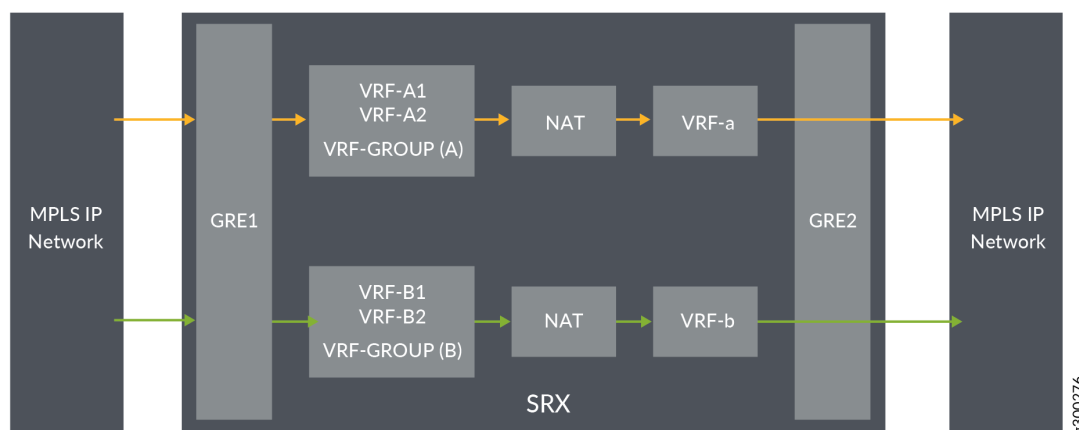 MPLS IP
Network
GRE1
VRF-A1
VRF-A2
VRF-GROUP (A)
NAT
VRF-a
VRF-B1
VRF-B2
VRF-GROUP (B)
NAT
VRF-b
GRE2
SRX
MPLS IP
Network
g300276